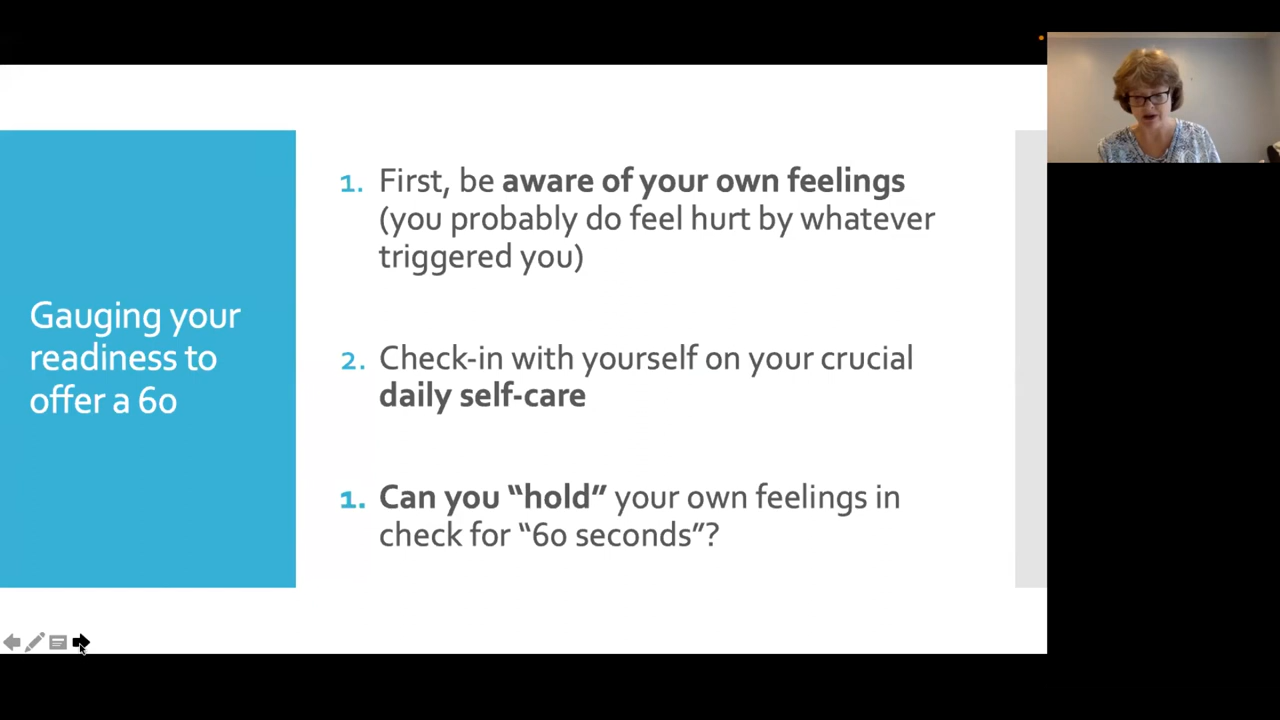 Gauging your
readiness to
offer a 60
1. First, be aware of your own feelings
(you probably do feel hurt by whatever
triggered you)
2. Check-in with yourself on your crucial
daily self-care
1. Can you “hold” your own feelings in
check for “60 seconds”?